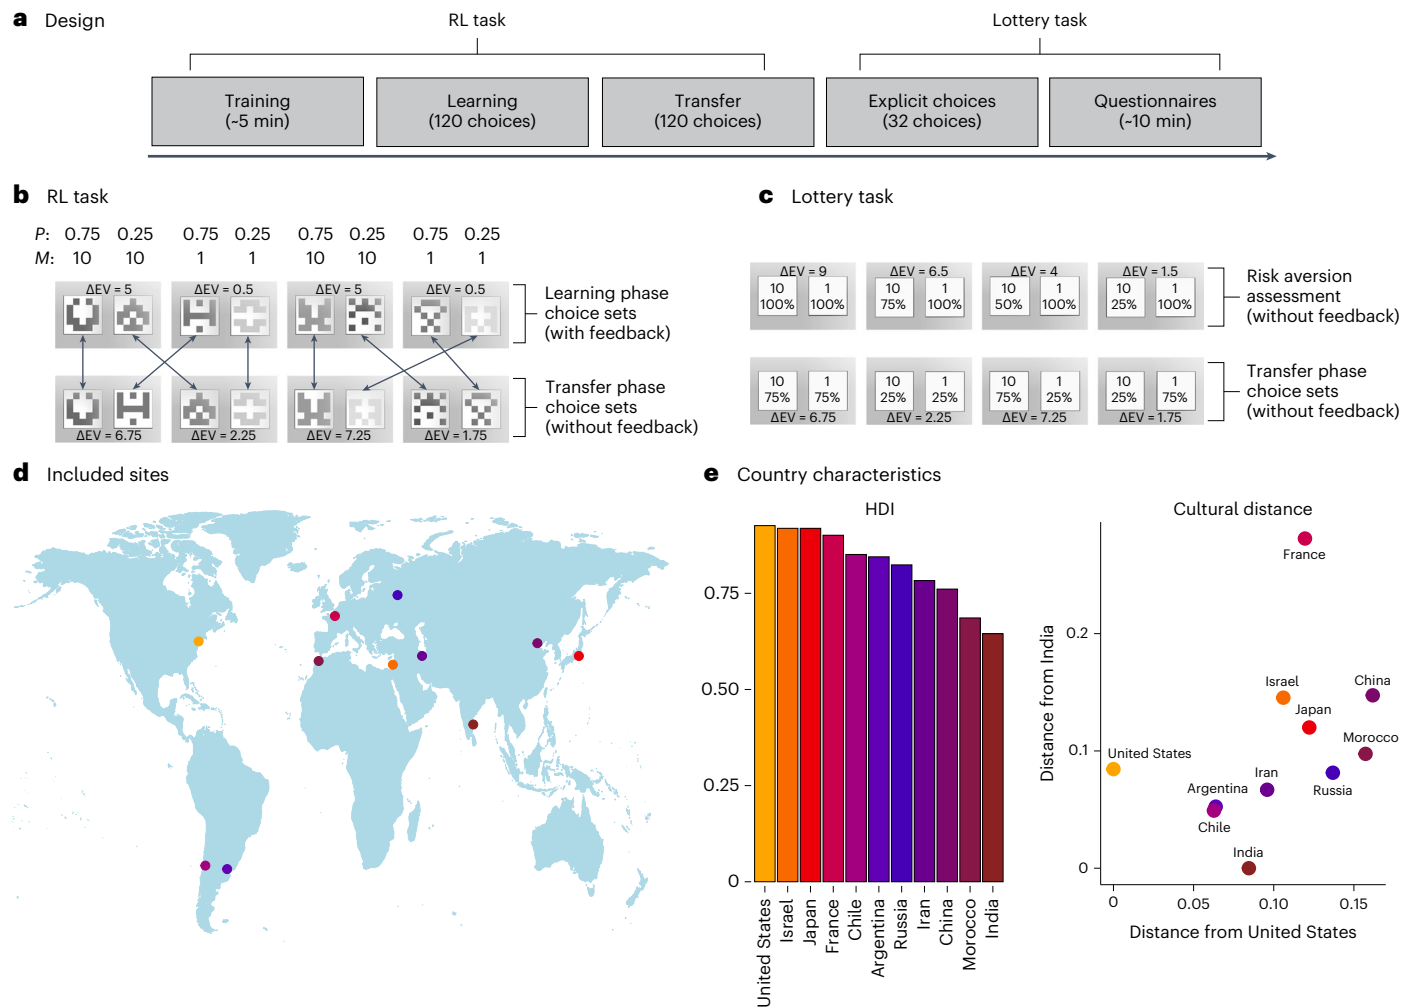 a Design
RL task
Lottery task
Training
(~5 min)
Learning
(120 choices)
Transfer
(120 choices)
Explicit choices
(32 choices)
Questionnaires
(~10 min)
b RL task
P: 0.75 0.25 0.75 0.25 0.75 0.25 0.75 0.25
M: 10 10 1 1 10 10 1 1
ΔEV = 5 ΔEV = 0.5 ΔEV = 5 ΔEV = 0.5
Learning phase
choice sets
(with feedback)
Transfer phase
choice sets
(without feedback)
ΔEV = 6.75 ΔEV = 2.25 ΔEV = 7.25 ΔEV = 1.75
c Lottery task
ΔEV = 9 ΔEV = 6.5 ΔEV = 4 ΔEV = 1.5
10 1 10 1 10 1 10 1
100% 100% 75% 100% 50% 100% 25% 100%
Risk aversion
assessment
(without feedback)
10 1 10 1 10 1 10 1
75% 75% 25% 25% 75% 25% 25% 75%
ΔEV = 6.75 ΔEV = 2.25 ΔEV = 7.25 ΔEV = 1.75
Transfer phase
choice sets
(without feedback)
d Included sites
e Country characteristics
HDI
0.75
0.50
0.25
0
United States
Israel
Japan
France
Chile
Argentina
Russia
Iran
China
Morocco
India
Cultural distance
Distance from India
0.2
0.1
0
France
Israel
China
Japan
Morocco
United States
Iran
Argentina
Russia
Chile
India
0 0.05 0.10 0.15
Distance from United States